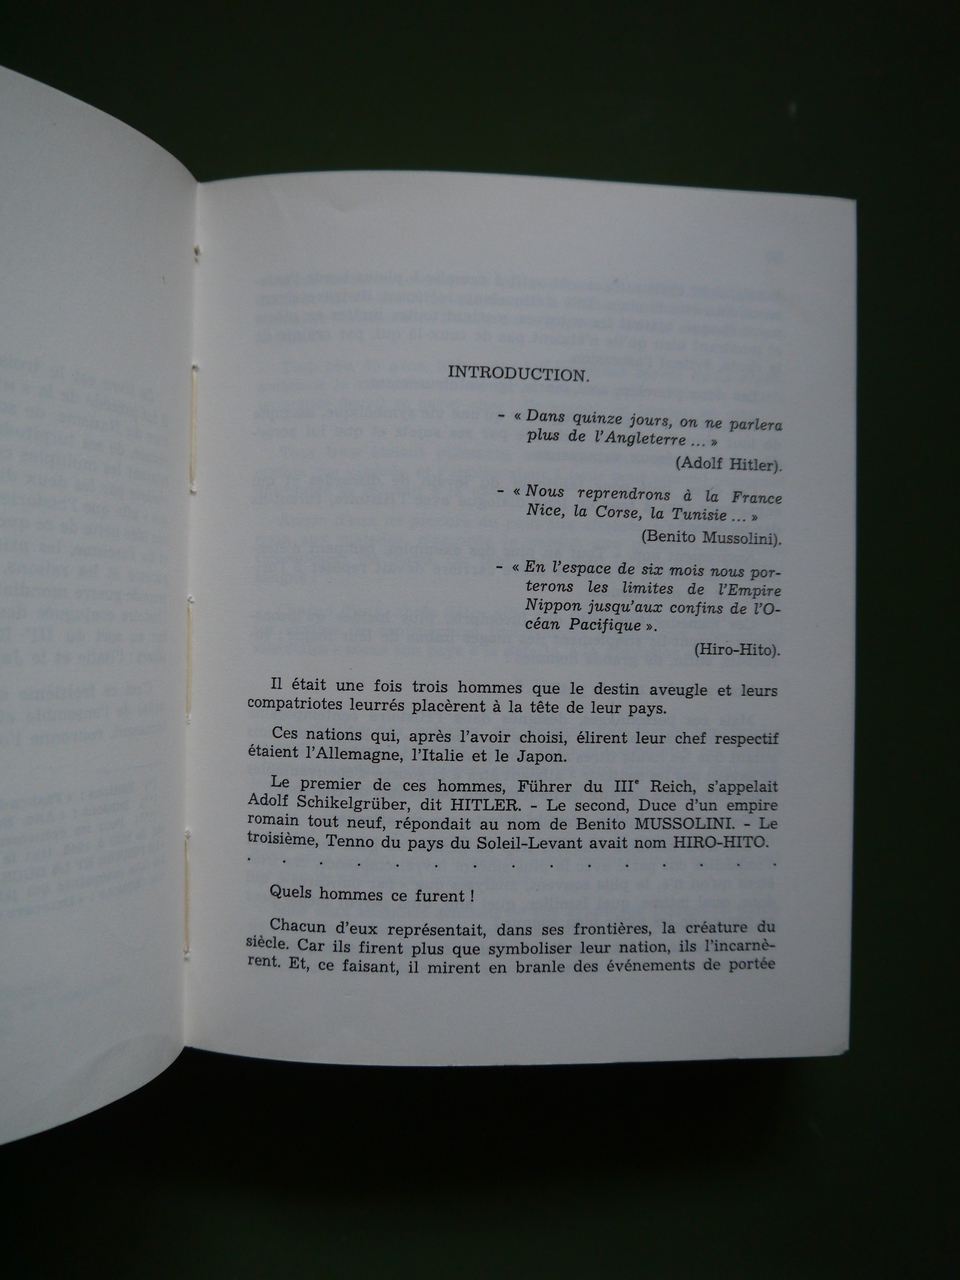 INTRODUCTION.
- « Dans quinze jours, on ne parlera
plus de l'Angleterre ... »
(Adolf Hitler).
- « Nous reprendrons à la France
Nice, la Corse, la Tunisie ... »
(Benito Mussolini).
- « En l'espace de six mois nous por-
terons les limites de l'Empire
Nippon jusqu'aux confins de l'O-
céan Pacifique ».
(Hiro-Hito).
Il était une fois trois hommes que le destin aveugle et leurs
compatriotes leurrés placèrent à la tête de leur pays.
Ces nations qui, après l'avoir choisi, élirent leur chef respectif
étaient l'Allemagne, l'Italie et le Japon.
Le premier de ces hommes, Führer du IIIe Reich, s'appelait
Adolf Schikelgrüber, dit HITLER. - Le second, Duce d'un empire
romain tout neuf, répondait au nom de Benito MUSSOLINI. - Le
troisième, Tenno du pays du Soleil-Levant avait nom HIRO-HITO.
. . . . . . . . . . . . . . .
Quels hommes ce furent !
Chacun d'eux représentait, dans ses frontières, la créature du
siècle. Car ils firent plus que symboliser leur nation, ils l'incarnè-
rent. Et, ce faisant, il mirent en branle des événements de portée